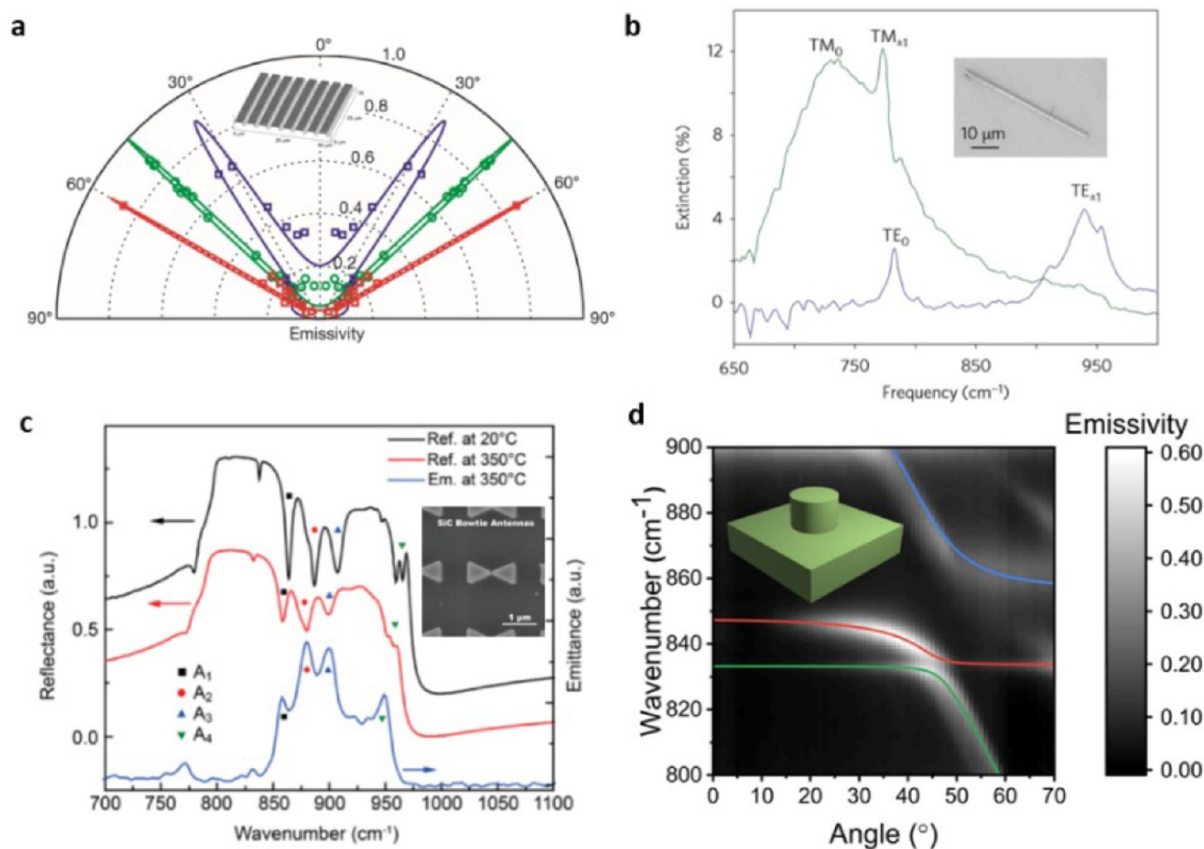 a
0°
30°
30°
60°
60°
90°
90°
1.0
0.8
0.6
0.4
0.2
Emissivity
b
TM₀
TM±1
TE₀
TE±1
10 μm
12
8
4
0
Extinction (%)
650
750
850
950
Frequency (cm⁻¹)
c
Ref. at 20°C
Ref. at 350°C
Em. at 350°C
SiC Bowtie Antennas
1 μm
A₁
A₂
A₃
A₄
1.0
0.5
0.0
Reflectance (a.u.)
Emittance (a.u.)
700
750
800
850
900
950
1000
1050
1100
Wavenumber (cm⁻¹)
d
Emissivity
900
880
860
840
820
800
Wavenumber (cm⁻¹)
0
10
20
30
40
50
60
70
Angle (°)
0.60
0.50
0.40
0.30
0.20
0.10
0.00